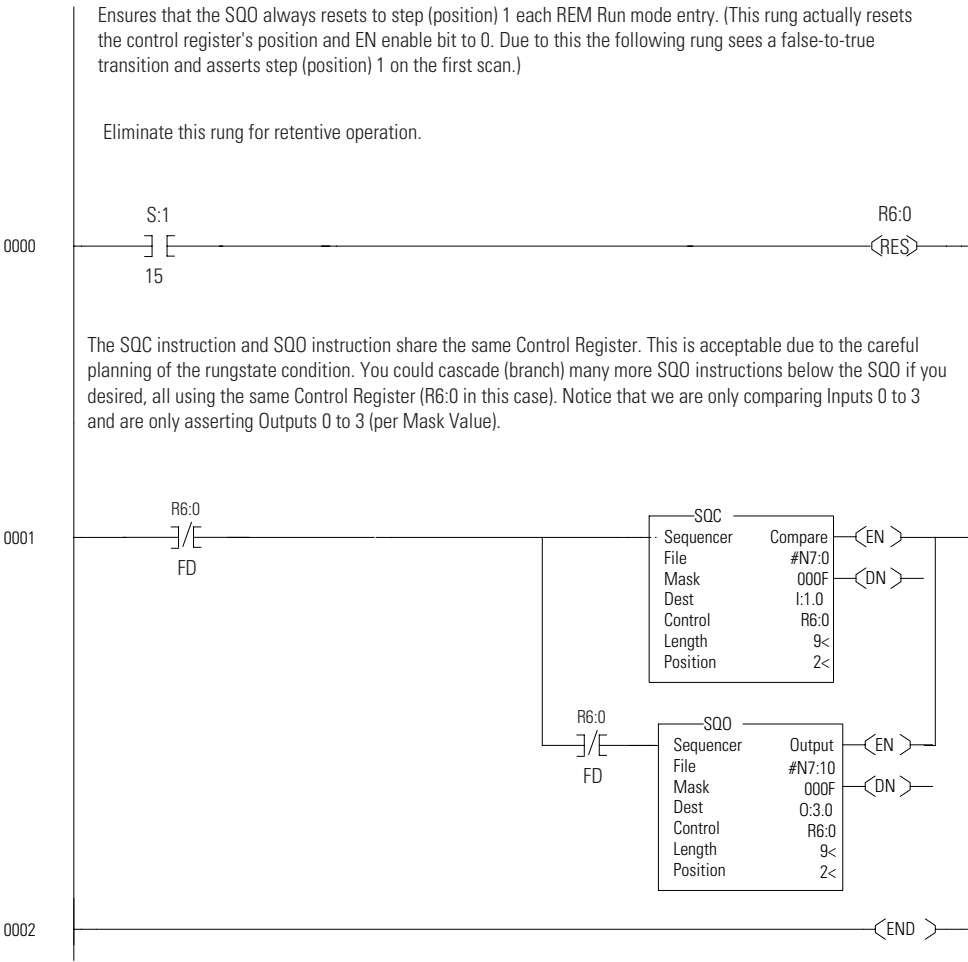 Ensures that the SQO always resets to step (position) 1 each REM Run mode entry. (This rung actually resets
the control register's position and EN enable bit to 0. Due to this the following rung sees a false-to-true
transition and asserts step (position) 1 on the first scan.)
Eliminate this rung for retentive operation.
S:1
R6:0
0000
RES
15
The SQC instruction and SQO instruction share the same Control Register. This is acceptable due to the careful
planning of the rungstate condition. You could cascade (branch) many more SQO instructions below the SQO if you
desired, all using the same Control Register (R6:0 in this case). Notice that we are only comparing Inputs 0 to 3
and are only asserting Outputs 0 to 3 (per Mask Value).
R6:0
0001
FD
SQC
Sequencer Compare EN
File #N7:0
Mask 000F DN
Dest I:1.0
Control R6:0
Length 9<
Position 2<
R6:0
FD
SQO
Sequencer Output EN
File #N7:10
Mask 000F DN
Dest O:3.0
Control R6:0
Length 9<
Position 2<
0002
END